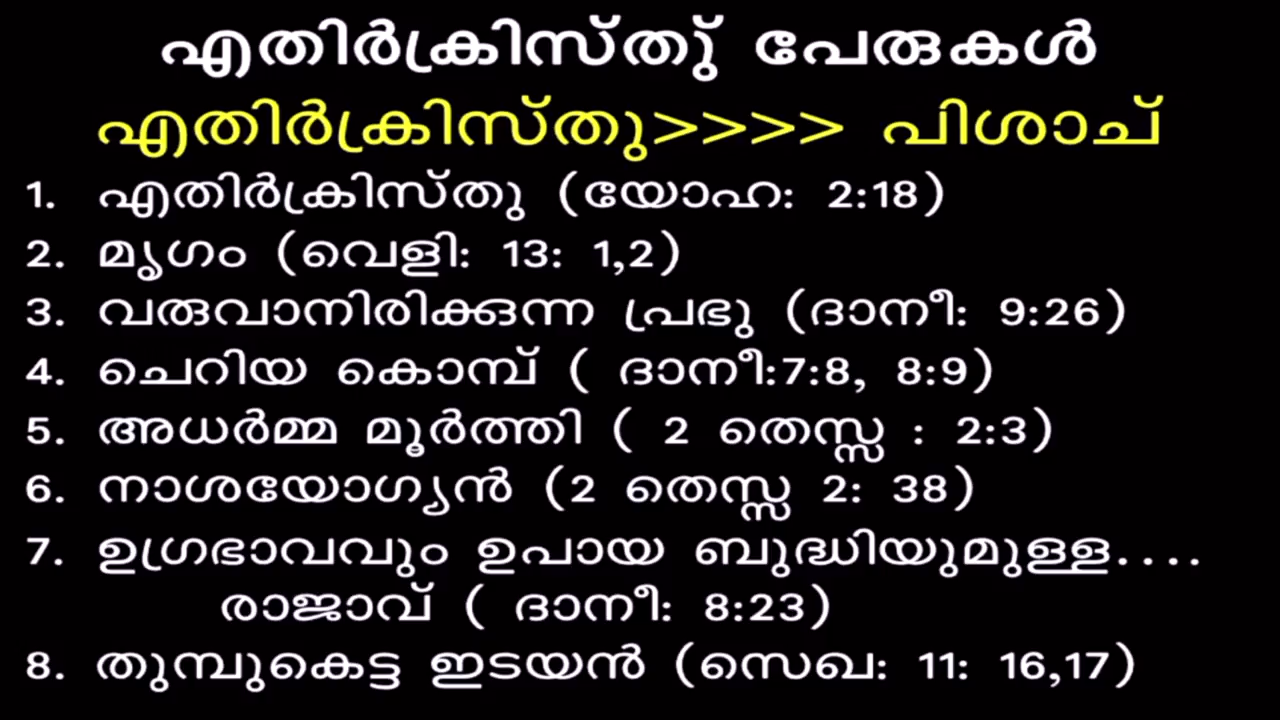 എതിർക്രിസ്തു് പേരുകൾ
എതിർക്രിസ്തു>>>> പിശാച്
1. എതിർക്രിസ്തു (യോഹ: 2:18)
2. മൃഗം (വെളി: 13: 1,2)
3. വരുവാനിരിക്കുന്ന പ്രഭു (ദാനീ: 9:26)
4. ചെറിയ കൊമ്പ് ( ദാനീ:7:8, 8:9)
5. അധർമ്മ മൂർത്തി ( 2 തെസ്സ : 2:3)
6. നാശയോഗ്യൻ (2 തെസ്സ 2: 38)
7. ഉഗ്രഭാവവും ഉപായ ബുദ്ധിയുമുള്ള....
രാജാവ് ( ദാനീ: 8:23)
8. തുമ്പുകെട്ട ഇടയൻ (സെഖ: 11: 16,17)